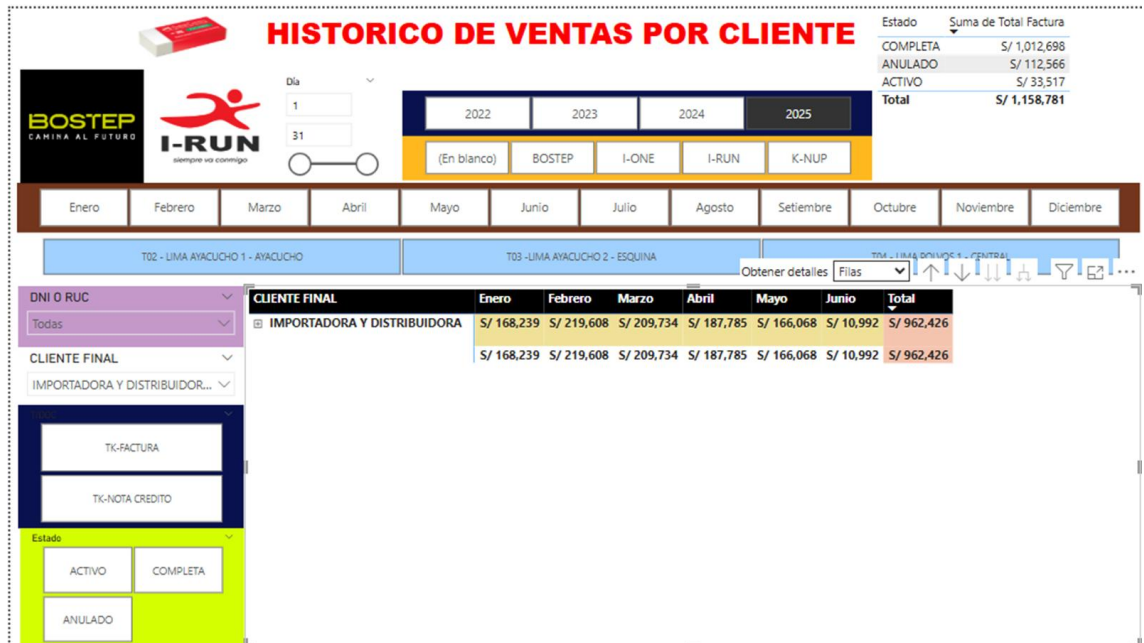 HISTORICO DE VENTAS POR CLIENTE
Estado Suma de Total Factura
COMPLETA S/ 1,012,698
ANULADO S/ 112,566
ACTIVO S/ 33,517
Total S/ 1,158,781
BOSTEP
CAMINA AL FUTURO
I-RUN
siempre va conmigo
Día
1
31
2022 2023 2024 2025
(En blanco) BOSTEP I-ONE I-RUN K-NUP
Enero Febrero Marzo Abril Mayo Junio Julio Agosto Setiembre Octubre Noviembre Diciembre
T02 - LIMA AYACUCHO 1 - AYACUCHO T03 -LIMA AYACUCHO 2 - ESQUINA T04 - LIMA POLVOS 1 - CENTRAL
Obtener detalles Filas
DNI O RUC
Todas
CLIENTE FINAL
IMPORTADORA Y DISTRIBUIDOR...
TK-FACTURA
TK-NOTA CREDITO
Estado
ACTIVO COMPLETA
ANULADO
CLIENTE FINAL Enero Febrero Marzo Abril Mayo Junio Total
IMPORTADORA Y DISTRIBUIDORA S/ 168,239 S/ 219,608 S/ 209,734 S/ 187,785 S/ 166,068 S/ 10,992 S/ 962,426
S/ 168,239 S/ 219,608 S/ 209,734 S/ 187,785 S/ 166,068 S/ 10,992 S/ 962,426